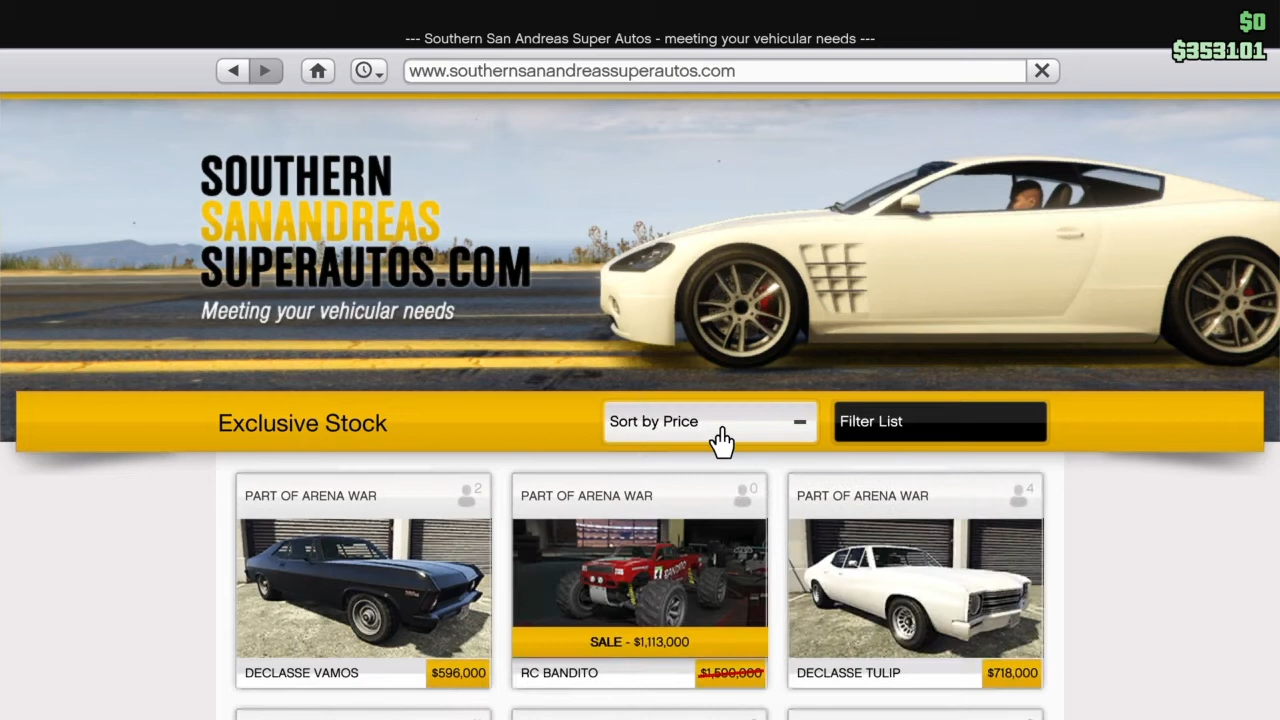 $0
--- Southern San Andreas Super Autos - meeting your vehicular needs ---
$353101
www.southernsanandreassuperautos.com
SOUTHERN
SANANDREAS
SUPERAUTOS.COM
Meeting your vehicular needs
Exclusive Stock
Sort by Price
Filter List
PART OF ARENA WAR
2
PART OF ARENA WAR
0
PART OF ARENA WAR
4
BANDITO
SALE - $1,113,000
DECLASSE VAMOS
$596,000
RC BANDITO
$1,590,000
DECLASSE TULIP
$718,000